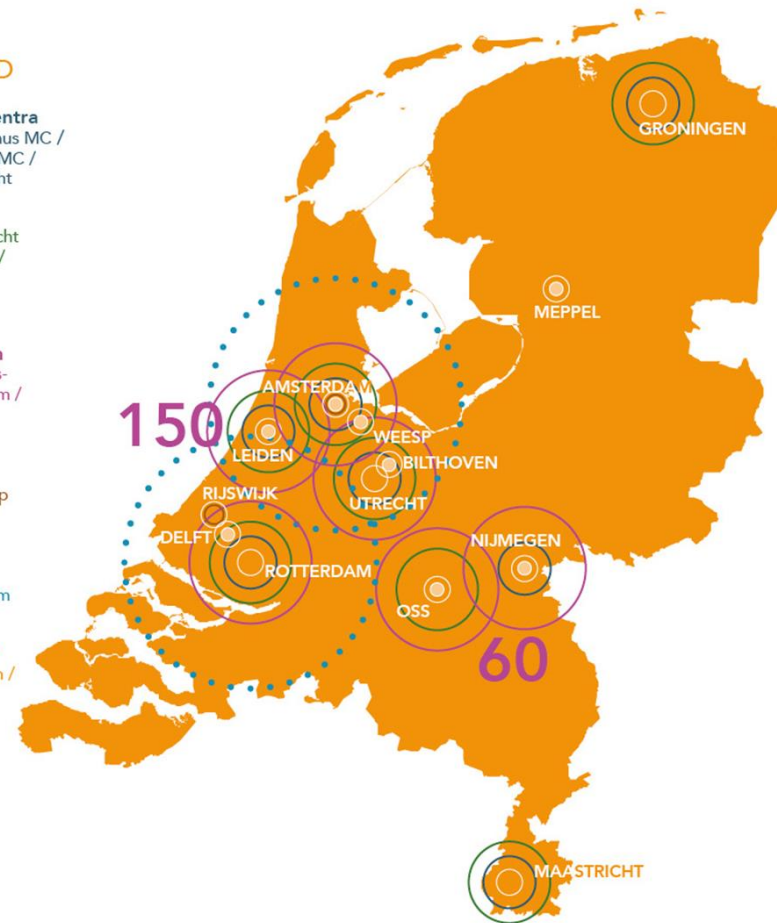 D
entra
us MC /
MC /
nt
cht
/
n
s-
m /
p
m
n /
GRONINGEN
MEPPEL
AMSTERDAM
150
WEESP
LEIDEN
BILTHOVEN
RIJSWIJK
UTRECHT
DELFT
NIJMEGEN
ROTTERDAM
OSS
60
MAASTRICHT